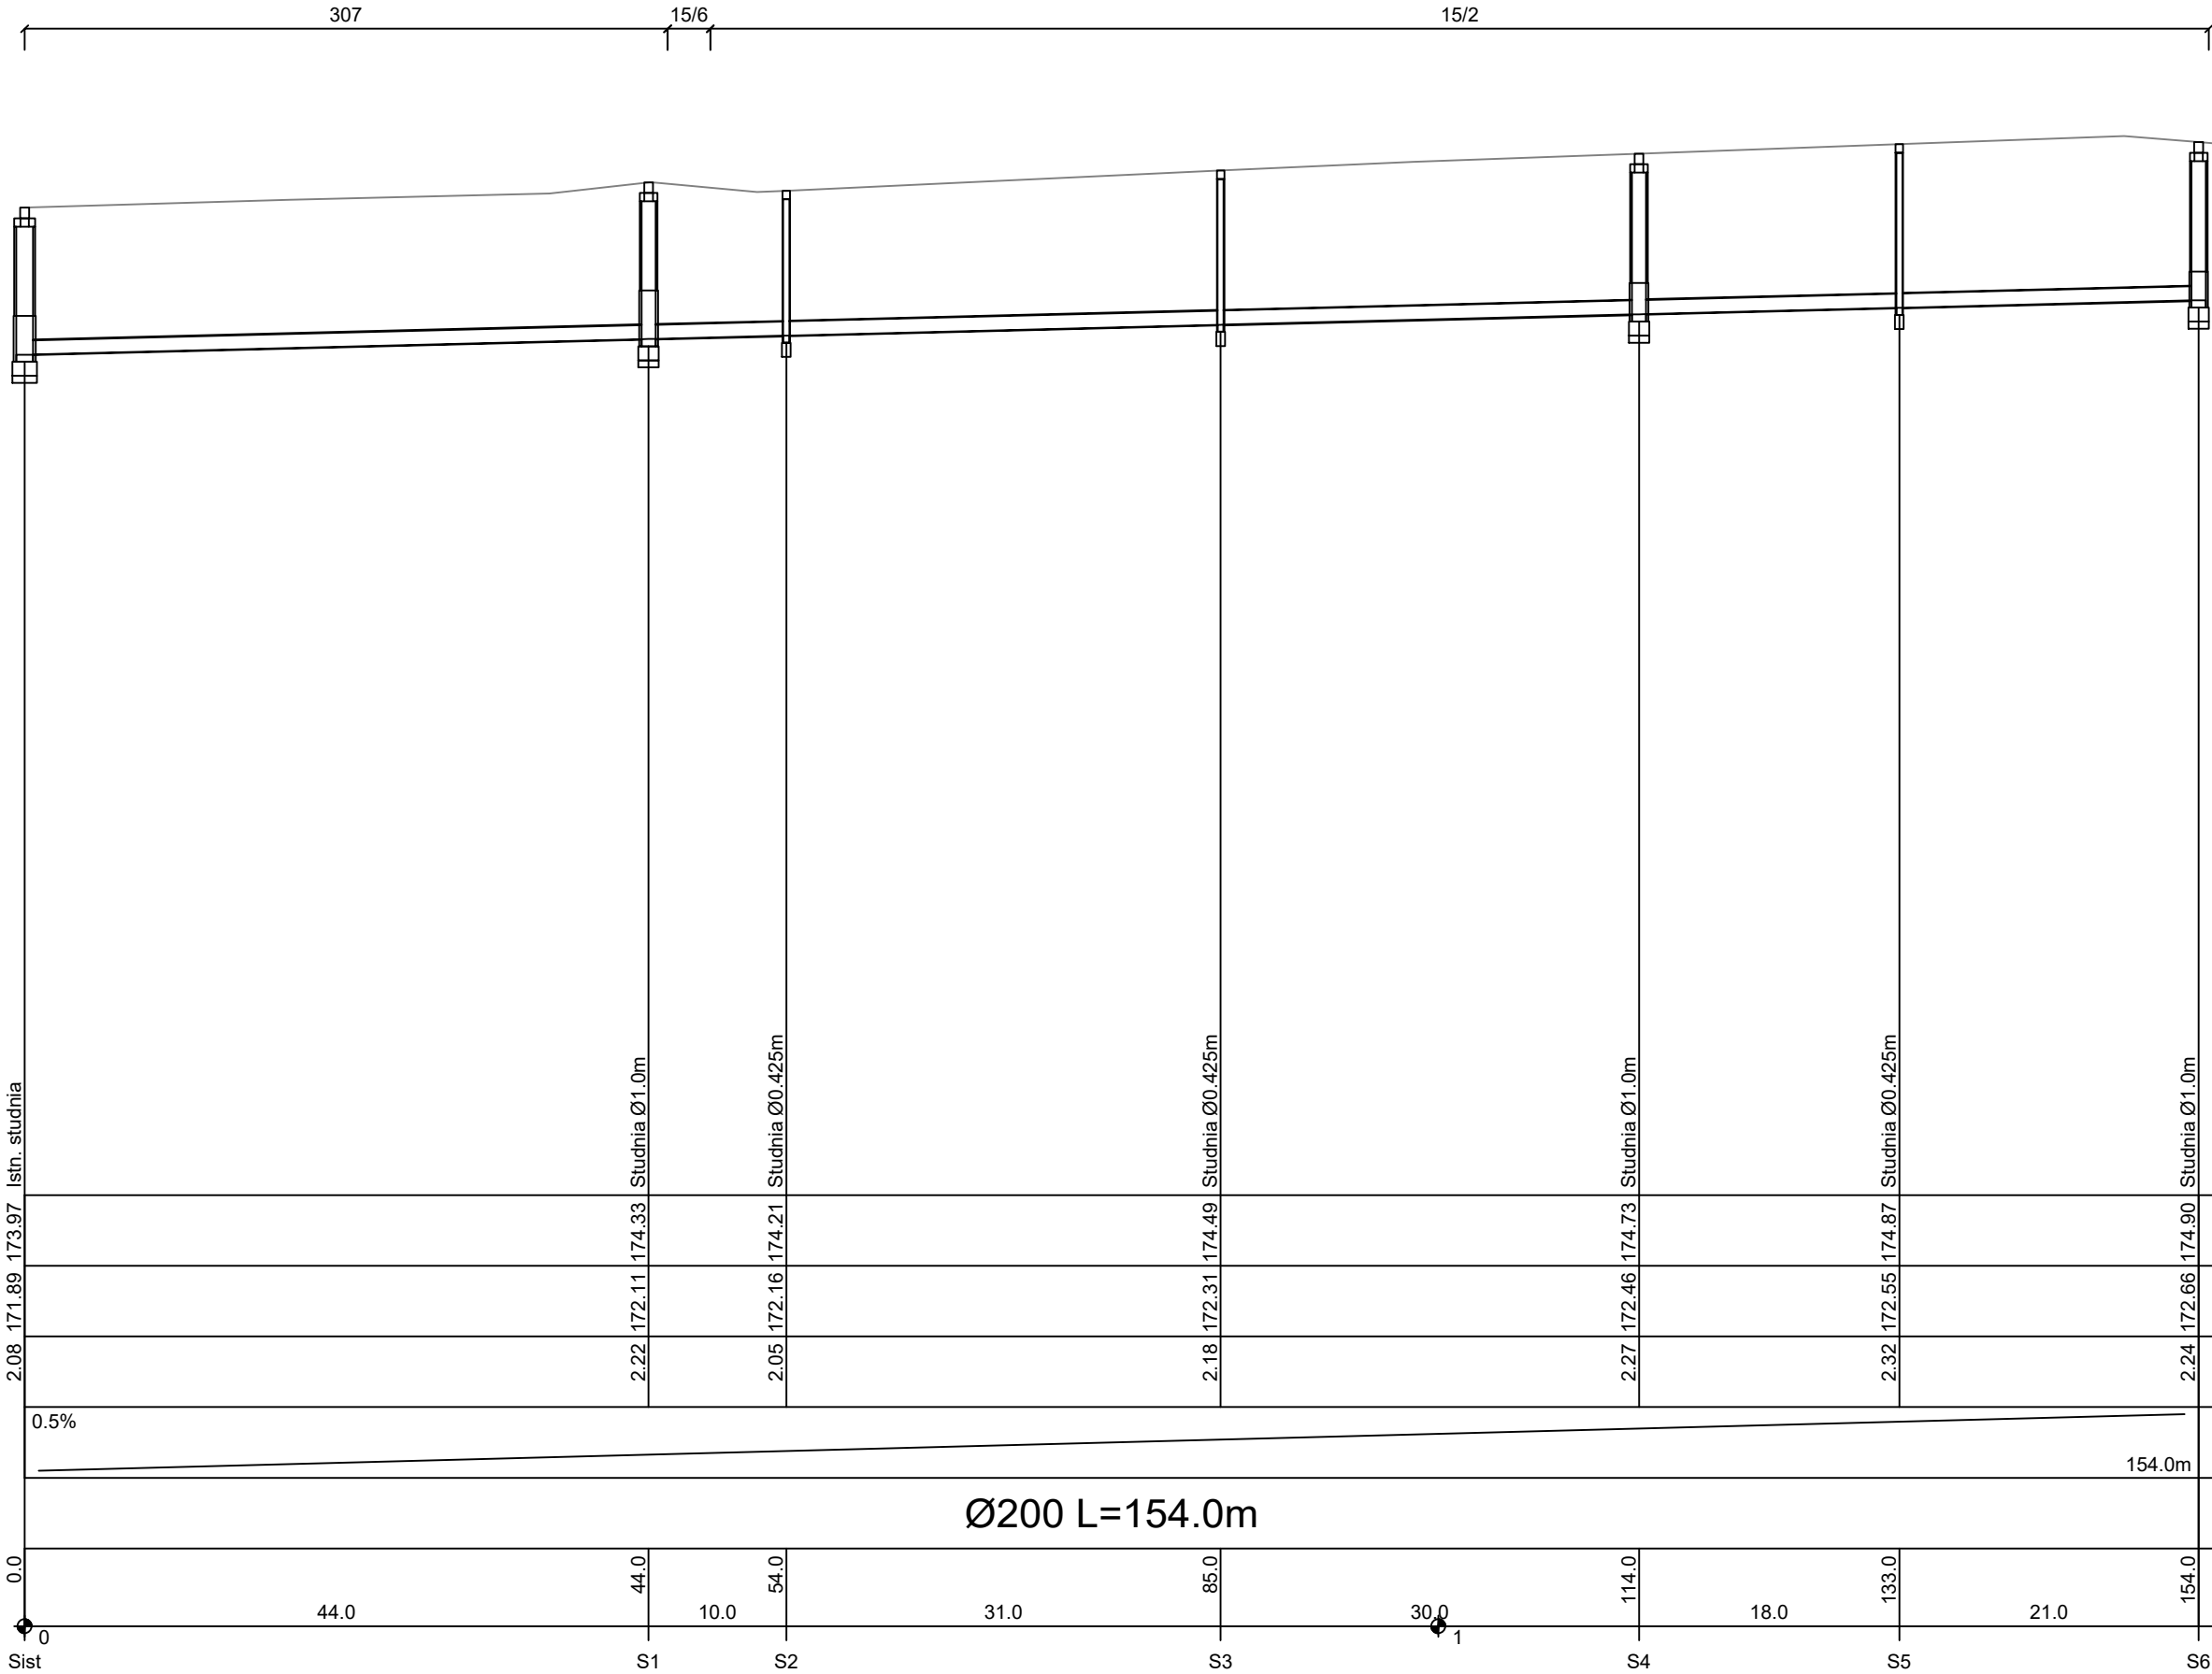 307
15/6
15/2
Istn. studnia
Studnia Ø1.0m
Studnia Ø0.425m
Studnia Ø0.425m
Studnia Ø1.0m
Studnia Ø0.425m
Studnia Ø1.0m
173.97
174.33
174.21
174.49
174.73
174.87
174.90
171.89
172.11
172.16
172.31
172.46
172.55
172.66
2.08
2.22
2.05
2.18
2.27
2.32
2.24
0.5%
154.0m
Ø200 L=154.0m
0.0
44.0
54.0
85.0
114.0
133.0
154.0
44.0
10.0
31.0
30.0
18.0
21.0
0
1
Sist
S1
S2
S3
S4
S5
S6